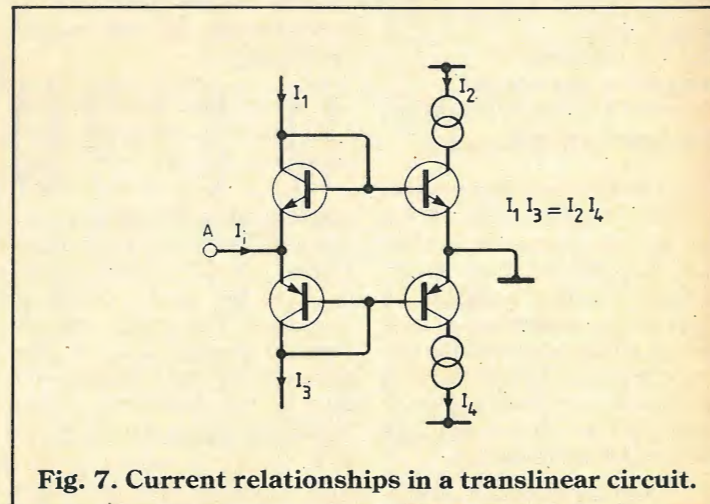 I₁
I₂
I₁ I₃ = I₂ I₄
A
Iᵢ
I₃
I₄
Fig. 7. Current relationships in a translinear circuit.